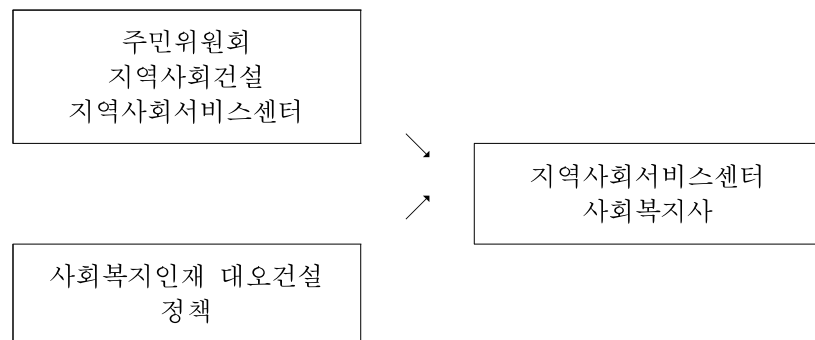 주민위원회
지역사회건설
지역사회서비스센터
지역사회서비스센터
사회복지사
사회복지인재 대오건설
정책